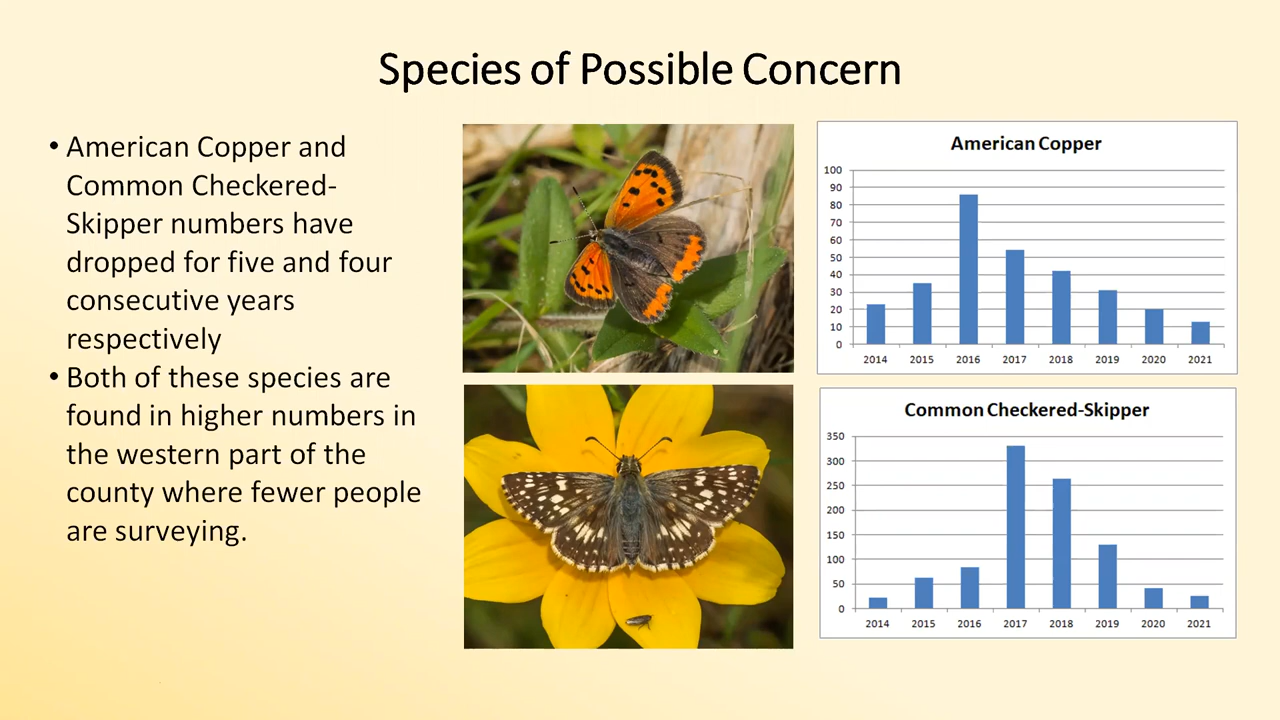 Species of Possible Concern
• American Copper and
Common Checkered-
Skipper numbers have
dropped for five and four
consecutive years
respectively
• Both of these species are
found in higher numbers in
the western part of the
county where fewer people
are surveying.
American Copper
100
90
80
70
60
50
40
30
20
10
0
2014 2015 2016 2017 2018 2019 2020 2021
Common Checkered-Skipper
350
300
250
200
150
100
50
0
2014 2015 2016 2017 2018 2019 2020 2021